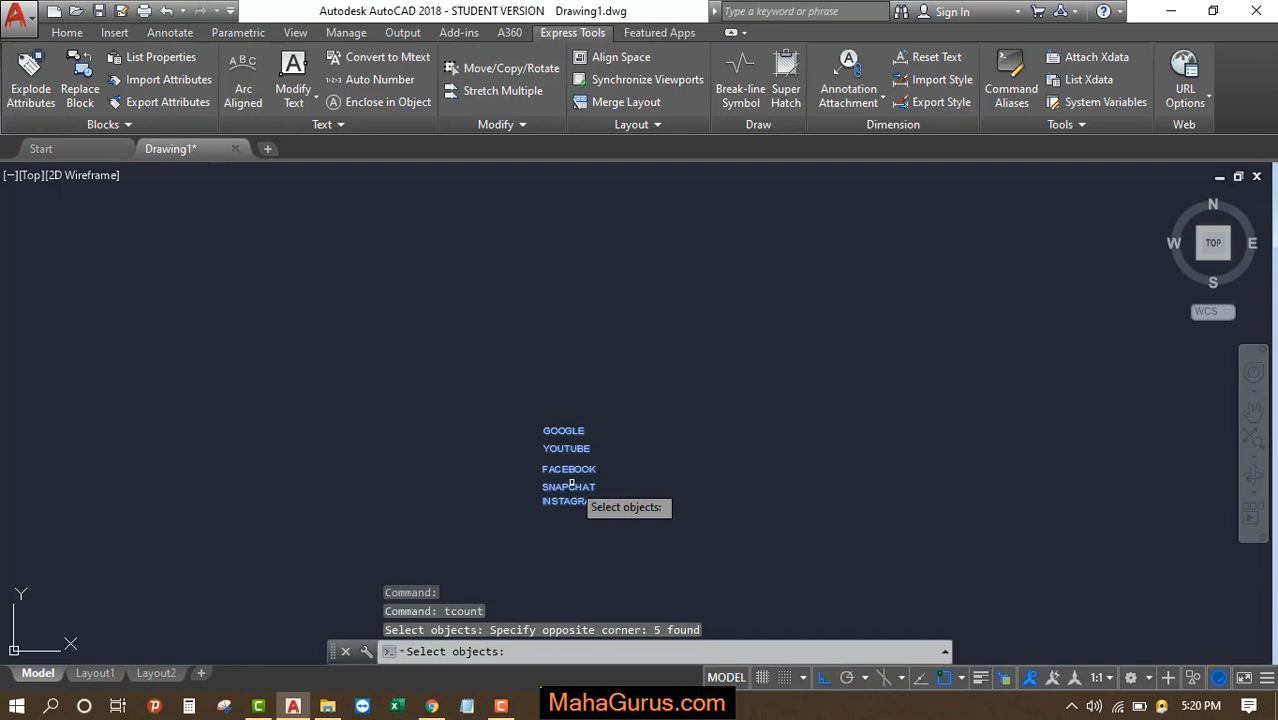 Autodesk AutoCAD 2018 - STUDENT VERSION Drawing1.dwg
Type a keyword or phrase
Sign In
Home Insert Annotate Parametric View Manage Output Add-ins A360 Express Tools Featured Apps
Explode Attributes
Replace Block
List Properties
Import Attributes
Export Attributes
Blocks
ABC
Arc Aligned
Modify Text
Convert to Mtext
Auto Number
Enclose in Object
Text
Move/Copy/Rotate
Stretch Multiple
Modify
Align Space
Synchronize Viewports
Merge Layout
Layout
Break-line Symbol
Super Hatch
Draw
Annotation Attachment
Reset Text
Import Style
Export Style
Dimension
Command Aliases
Attach Xdata
List Xdata
System Variables
Tools
URL Options
Web
Start
Drawing1*
[−][Top][2D Wireframe]
N
W TOP E
S
WCS
GOOGLE
YOUTUBE
FACEBOOK
SNAPCHAT
INSTAGRA
Select objects:
Command:
Command: tcount
Select objects: Specify opposite corner: 5 found
Select objects:
Y
X
Model Layout1 Layout2
MODEL
1:1
MahaGurus.com
5:20 PM